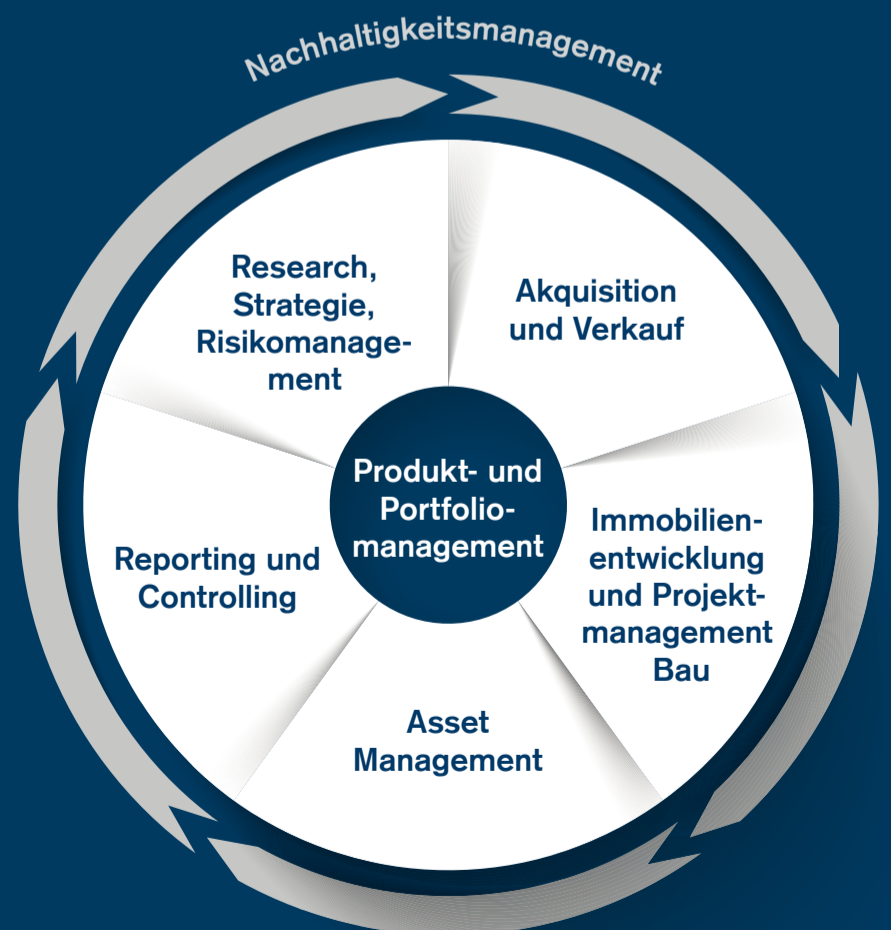 Nachhaltigkeitsmanagement
Research,
Strategie,
Risikomanage-
ment
Akquisition
und Verkauf
Produkt- und
Portfolio-
management
Immobilien-
entwicklung
und Projekt-
management
Bau
Reporting und
Controlling
Asset
Management